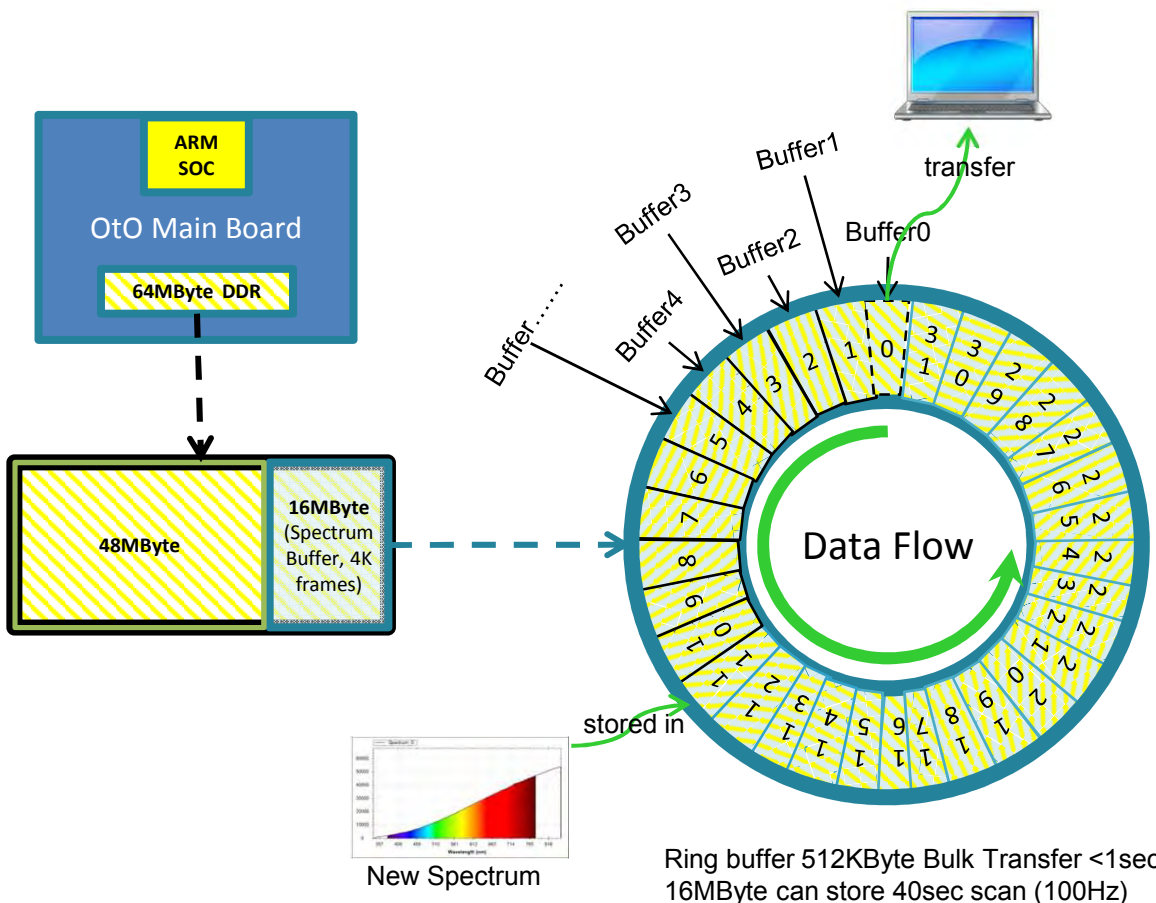 ARM
SOC
OtO Main Board
64MByte DDR
48MByte
16MByte
(Spectrum
Buffer, 4K
frames)
transfer
Buffer0
Buffer1
Buffer2
Buffer3
Buffer4
Buffer......
0
1
2
3
4
5
6
7
8
9
10
11
12
13
14
15
16
17
18
19
20
21
22
23
24
25
26
27
28
29
30
31
Data Flow
stored in
New Spectrum
Ring buffer 512KByte Bulk Transfer <1sec
16MByte can store 40sec scan (100Hz)
Wavelength (nm)